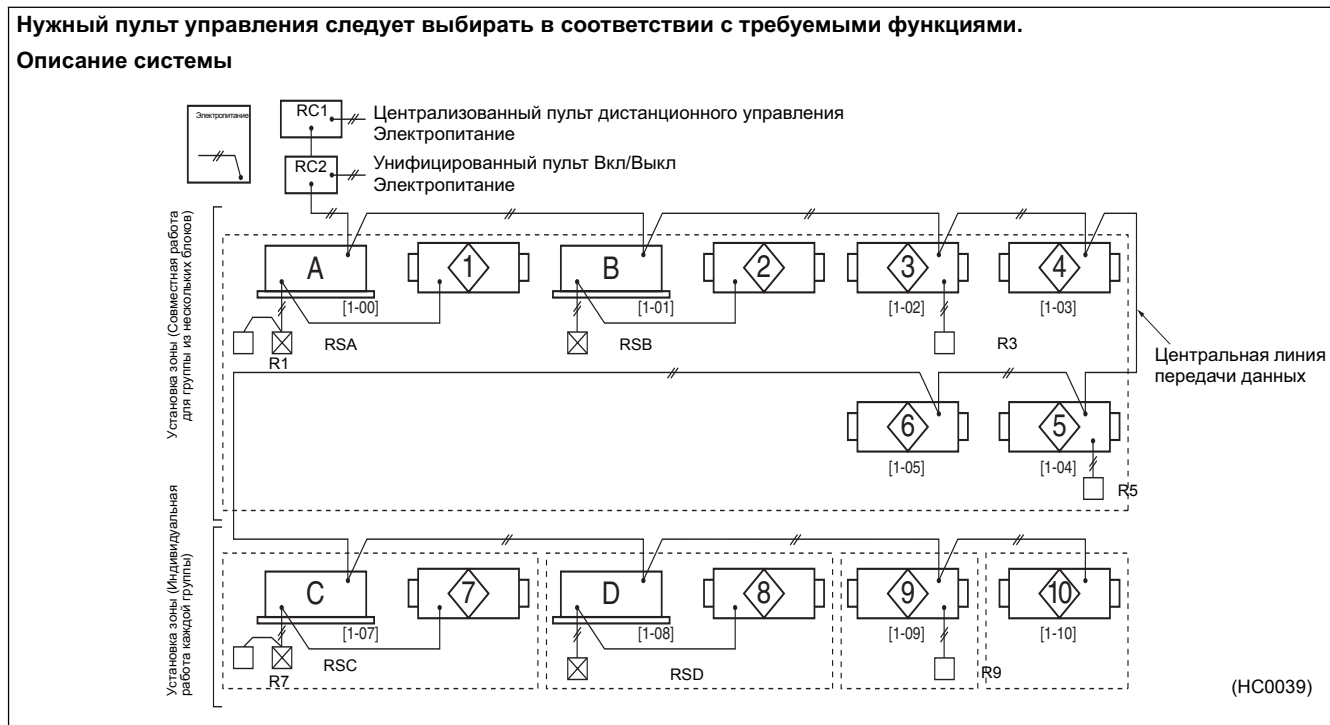 Нужный пульт управления следует выбирать в соответствии с требуемыми функциями.
Описание системы
Электропитание
RC1
Централизованный пульт дистанционного управления
Электропитание
RC2
Унифицированный пульт Вкл/Выкл
Электропитание
Установка зоны (Совместная работа
для группы из нескольких блоков)
A
1
B
2
3
4
[1-00]
[1-01]
[1-02]
[1-03]
R1
RSA
RSB
R3
Центральная линия
передачи данных
6
5
[1-05]
[1-04]
R5
Установка зоны (Индивидуальная
работа каждой группы)
C
7
D
8
9
10
[1-07]
[1-08]
[1-09]
[1-10]
R7
RSC
RSD
R9
(HC0039)